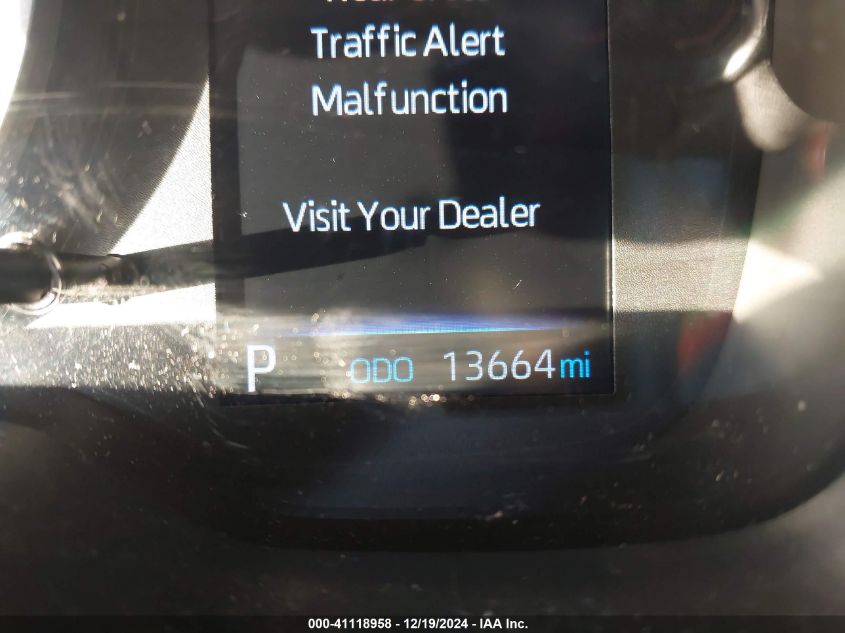 Traffic Alert
Malfunction
Visit Your Dealer
P ODO 13664 mi
000-41118958 - 12/19/2024 - IAA Inc.